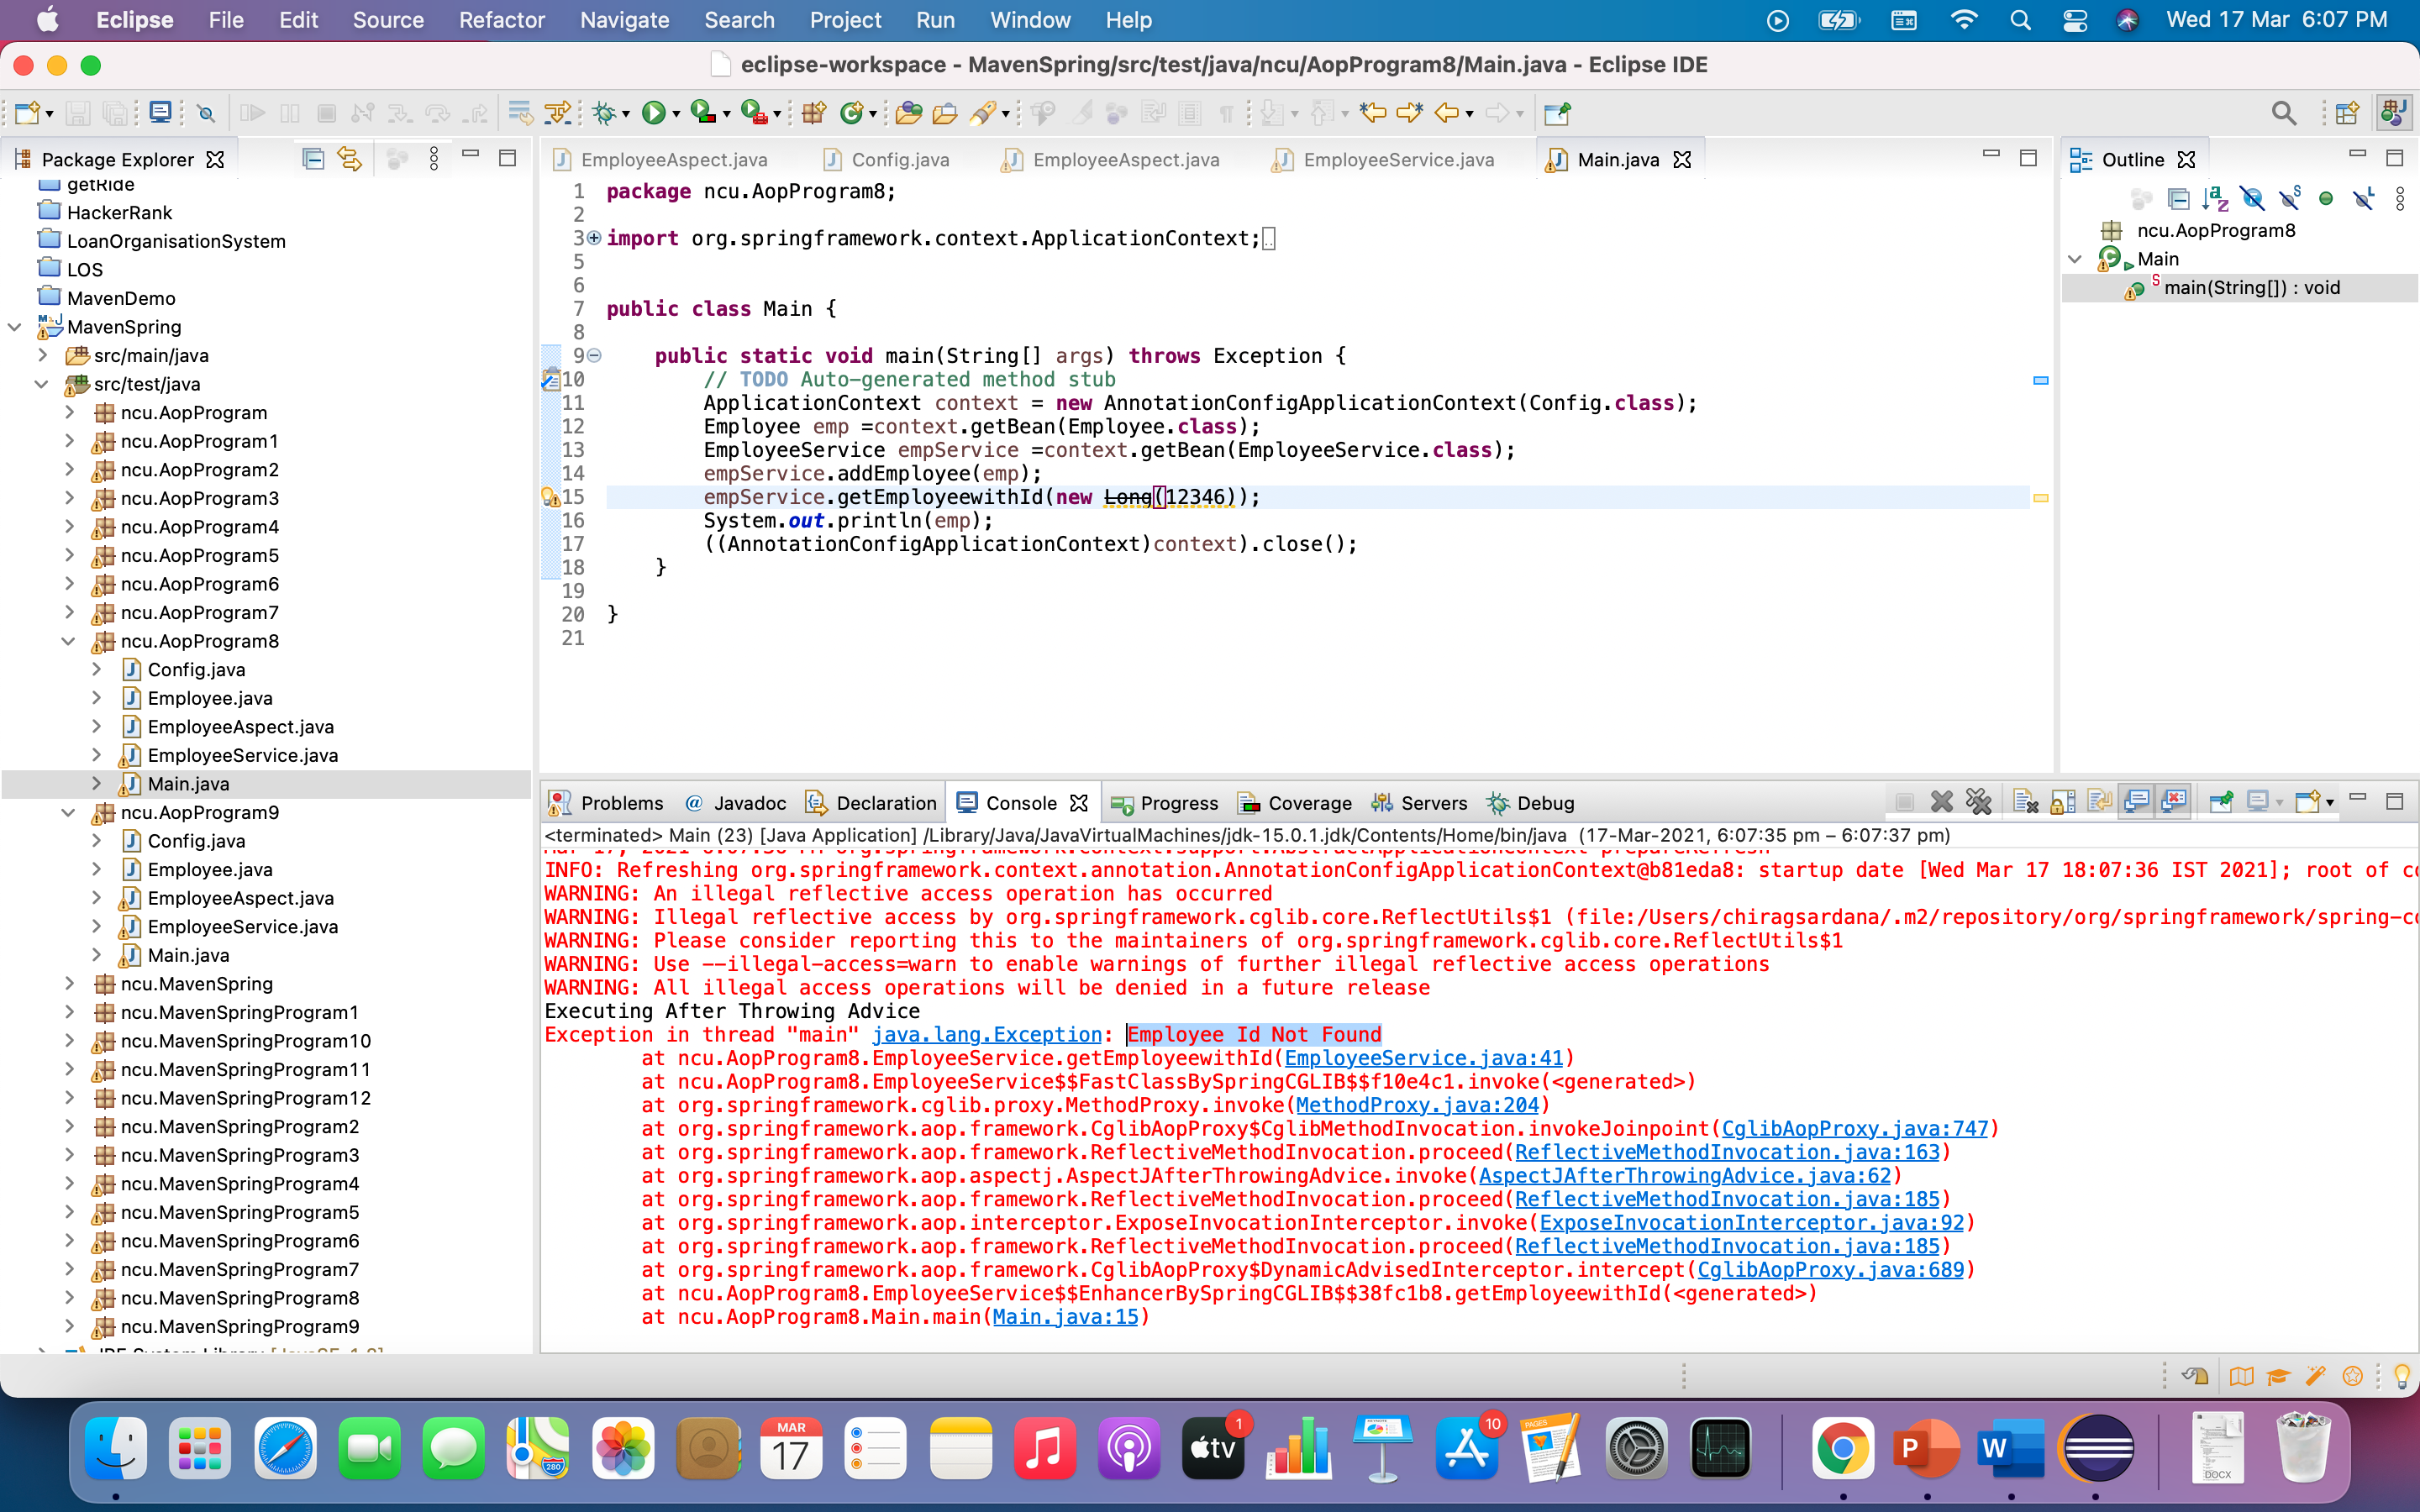 Eclipse File Edit Source Refactor Navigate Search Project Run Window Help Wed 17 Mar 6:07 PM
eclipse-workspace - MavenSpring/src/test/java/ncu/AopProgram8/Main.java - Eclipse IDE
Package Explorer
getRide
HackerRank
LoanOrganisationSystem
LOS
MavenDemo
MavenSpring
src/main/java
src/test/java
ncu.AopProgram
ncu.AopProgram1
ncu.AopProgram2
ncu.AopProgram3
ncu.AopProgram4
ncu.AopProgram5
ncu.AopProgram6
ncu.AopProgram7
ncu.AopProgram8
Config.java
Employee.java
EmployeeAspect.java
EmployeeService.java
Main.java
ncu.AopProgram9
Config.java
Employee.java
EmployeeAspect.java
EmployeeService.java
Main.java
ncu.MavenSpring
ncu.MavenSpringProgram1
ncu.MavenSpringProgram10
ncu.MavenSpringProgram11
ncu.MavenSpringProgram12
ncu.MavenSpringProgram2
ncu.MavenSpringProgram3
ncu.MavenSpringProgram4
ncu.MavenSpringProgram5
ncu.MavenSpringProgram6
ncu.MavenSpringProgram7
ncu.MavenSpringProgram8
ncu.MavenSpringProgram9
EmployeeAspect.java Config.java EmployeeAspect.java EmployeeService.java Main.java
1 package ncu.AopProgram8;
2
3 import org.springframework.context.ApplicationContext;
5
6
7 public class Main {
8
9 public static void main(String[] args) throws Exception {
10 // TODO Auto-generated method stub
11 ApplicationContext context = new AnnotationConfigApplicationContext(Config.class);
12 Employee emp =context.getBean(Employee.class);
13 EmployeeService empService =context.getBean(EmployeeService.class);
14 empService.addEmployee(emp);
15 empService.getEmployeewithId(new Long(12346));
16 System.out.println(emp);
17 ((AnnotationConfigApplicationContext)context).close();
18 }
19
20 }
21
Outline
ncu.AopProgram8
Main
main(String[]) : void
Problems Javadoc Declaration Console Progress Coverage Servers Debug
<terminated> Main (23) [Java Application] /Library/Java/JavaVirtualMachines/jdk-15.0.1.jdk/Contents/Home/bin/java (17-Mar-2021, 6:07:35 pm – 6:07:37 pm)
INFO: Refreshing org.springframework.context.annotation.AnnotationConfigApplicationContext@b81eda8: startup date [Wed Mar 17 18:07:36 IST 2021]; root of
WARNING: An illegal reflective access operation has occurred
WARNING: Illegal reflective access by org.springframework.cglib.core.ReflectUtils$1 (file:/Users/chiragsardana/.m2/repository/org/springframework/spring-c
WARNING: Please consider reporting this to the maintainers of org.springframework.cglib.core.ReflectUtils$1
WARNING: Use --illegal-access=warn to enable warnings of further illegal reflective access operations
WARNING: All illegal access operations will be denied in a future release
Executing After Throwing Advice
Exception in thread "main" java.lang.Exception: Employee Id Not Found
at ncu.AopProgram8.EmployeeService.getEmployeewithId(EmployeeService.java:41)
at ncu.AopProgram8.EmployeeService$$FastClassBySpringCGLIB$$f10e4c1.invoke(<generated>)
at org.springframework.cglib.proxy.MethodProxy.invoke(MethodProxy.java:204)
at org.springframework.aop.framework.CglibAopProxy$CglibMethodInvocation.invokeJoinpoint(CglibAopProxy.java:747)
at org.springframework.aop.framework.ReflectiveMethodInvocation.proceed(ReflectiveMethodInvocation.java:163)
at org.springframework.aop.aspectj.AspectJAfterThrowingAdvice.invoke(AspectJAfterThrowingAdvice.java:62)
at org.springframework.aop.framework.ReflectiveMethodInvocation.proceed(ReflectiveMethodInvocation.java:185)
at org.springframework.aop.interceptor.ExposeInvocationInterceptor.invoke(ExposeInvocationInterceptor.java:92)
at org.springframework.aop.framework.ReflectiveMethodInvocation.proceed(ReflectiveMethodInvocation.java:185)
at org.springframework.aop.framework.CglibAopProxy$DynamicAdvisedInterceptor.intercept(CglibAopProxy.java:689)
at ncu.AopProgram8.EmployeeService$$EnhancerBySpringCGLIB$$38fc1b8.getEmployeewithId(<generated>)
at ncu.AopProgram8.Main.main(Main.java:15)
280
MAR
17
tv
1
10
PAGES
P
W
DOCX